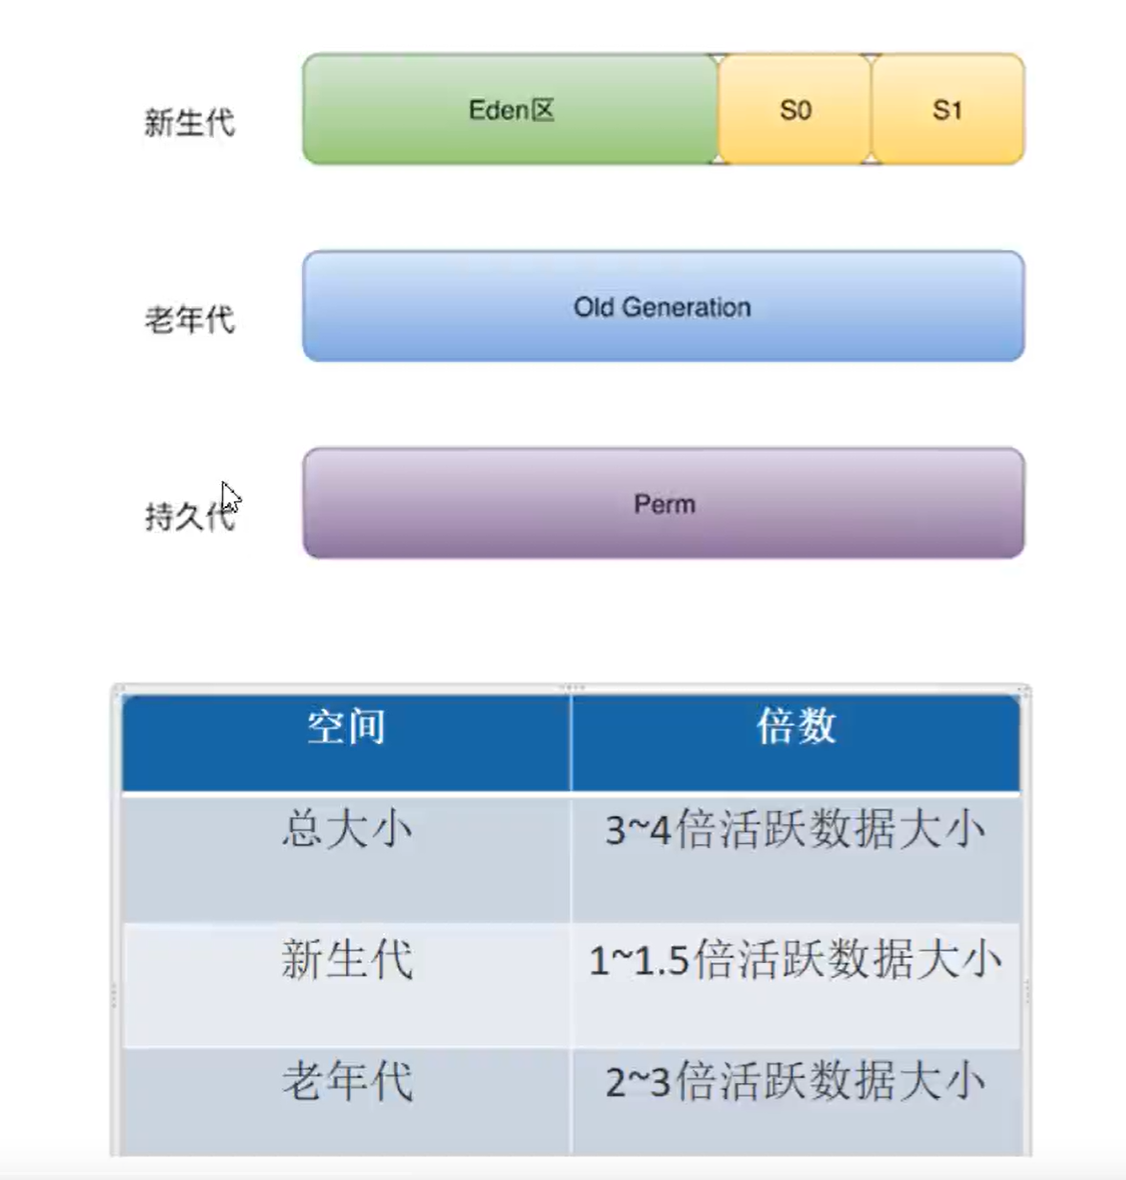 新生代 Eden区 S0 S1
老年代 Old Generation
持久代 Perm
空间 倍数
总大小 3~4倍活跃数据大小
新生代 1~1.5倍活跃数据大小
老年代 2~3倍活跃数据大小